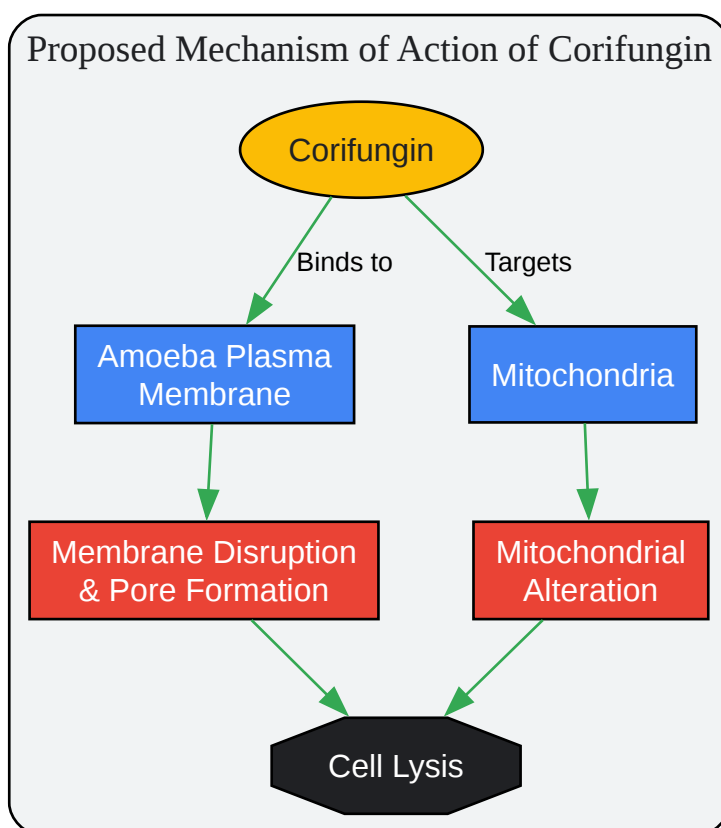 Proposed Mechanism of Action of Corifungin
Corifungin
Binds to
Targets
Amoeba Plasma
Membrane
Mitochondria
Membrane Disruption
& Pore Formation
Mitochondrial
Alteration
Cell Lysis